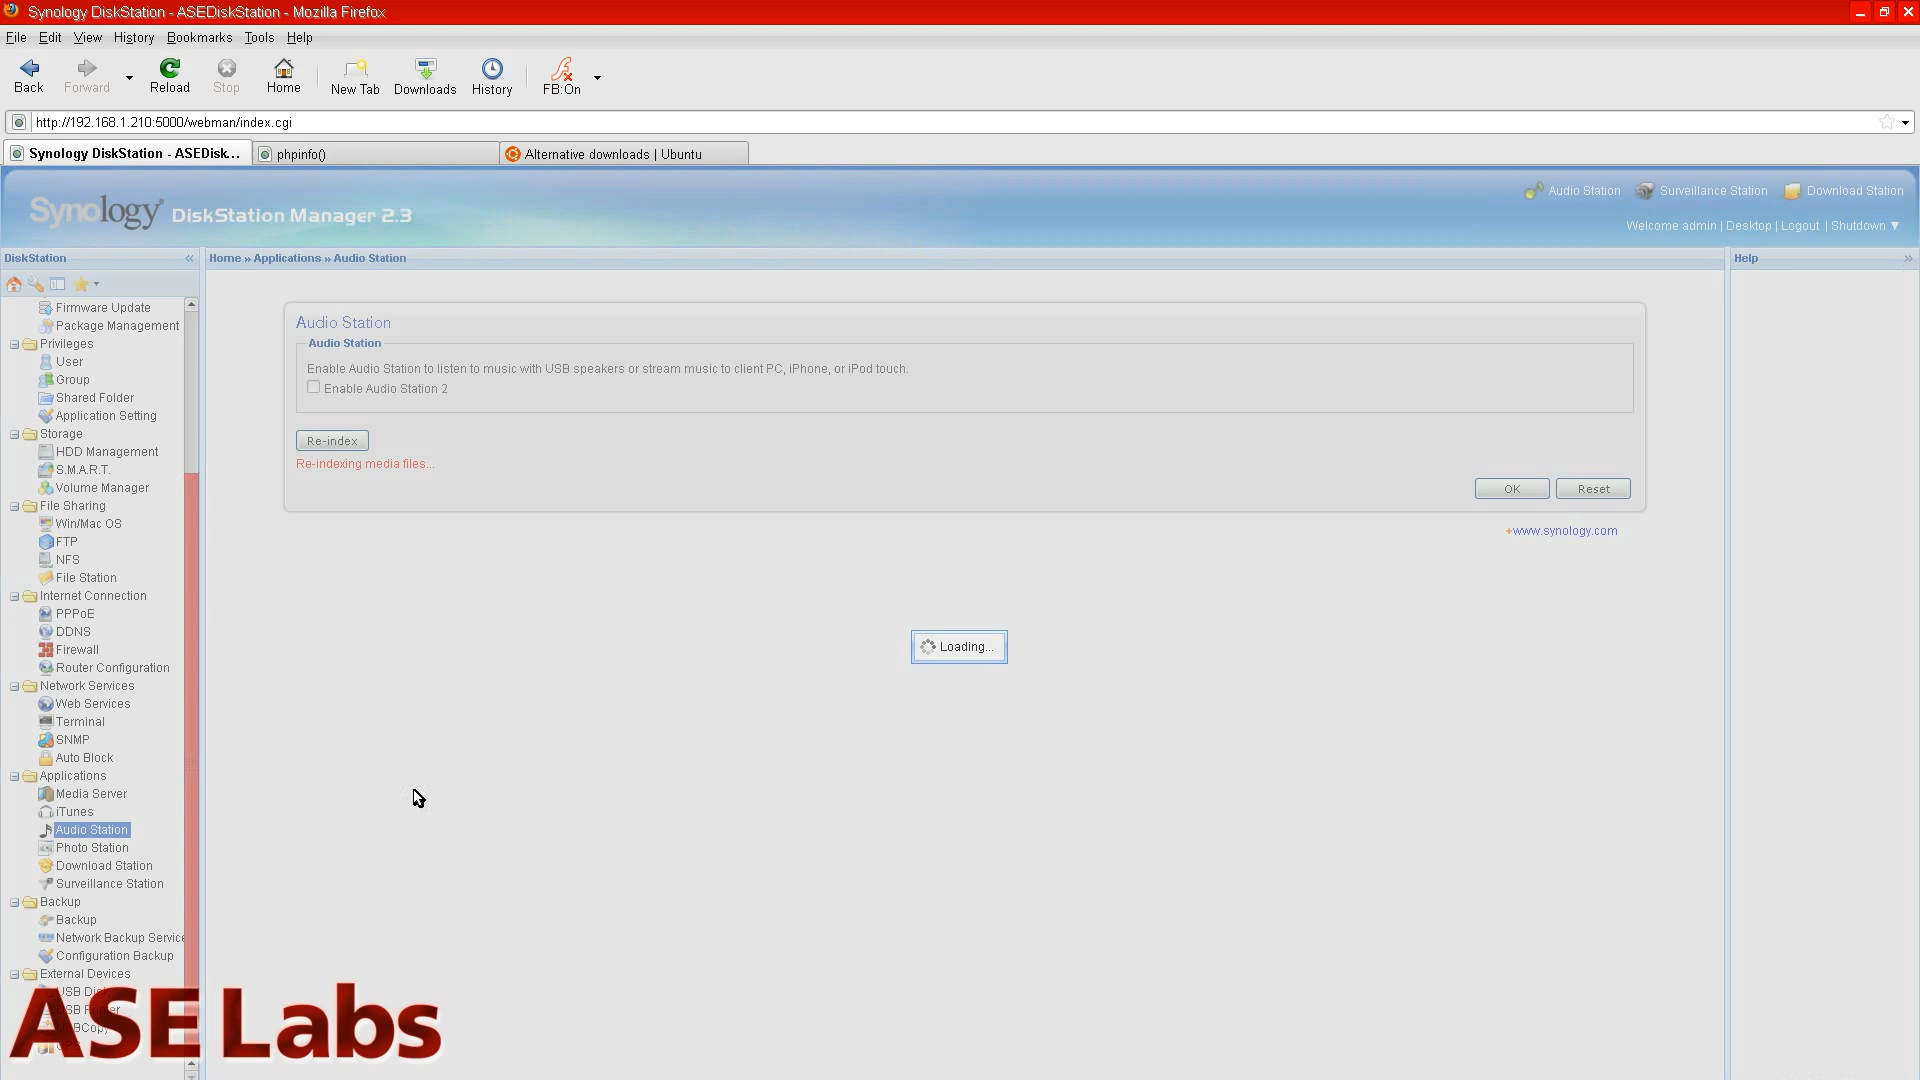 Synology DiskStation - ASEDiskStation - Mozilla Firefox
File Edit View History Bookmarks Tools Help
Back Forward Reload Stop Home New Tab Downloads History FB:On
http://192.168.1.210:5000/webman/index.cgi
Synology DiskStation - ASEDisk... phpinfo() Alternative downloads | Ubuntu
Audio Station Surveillance Station Download Station
Synology DiskStation Manager 2.3
Welcome admin | Desktop | Logout | Shutdown ▼
DiskStation «
Home » Applications » Audio Station
Help »
Firmware Update
Package Management
Privileges
User
Group
Shared Folder
Application Setting
Storage
HDD Management
S.M.A.R.T.
Volume Manager
File Sharing
Win/Mac OS
FTP
NFS
File Station
Internet Connection
PPPoE
DDNS
Firewall
Router Configuration
Network Services
Web Services
Terminal
SNMP
Auto Block
Applications
Media Server
iTunes
Audio Station
Photo Station
Download Station
Surveillance Station
Backup
Backup
Network Backup Service
Configuration Backup
External Devices
USB
USB
USBCopy
Audio Station
Audio Station
Enable Audio Station to listen to music with USB speakers or stream music to client PC, iPhone, or iPod touch.
Enable Audio Station 2
Re-index
Re-indexing media files...
OK Reset
+www.synology.com
Loading...
ASE Labs